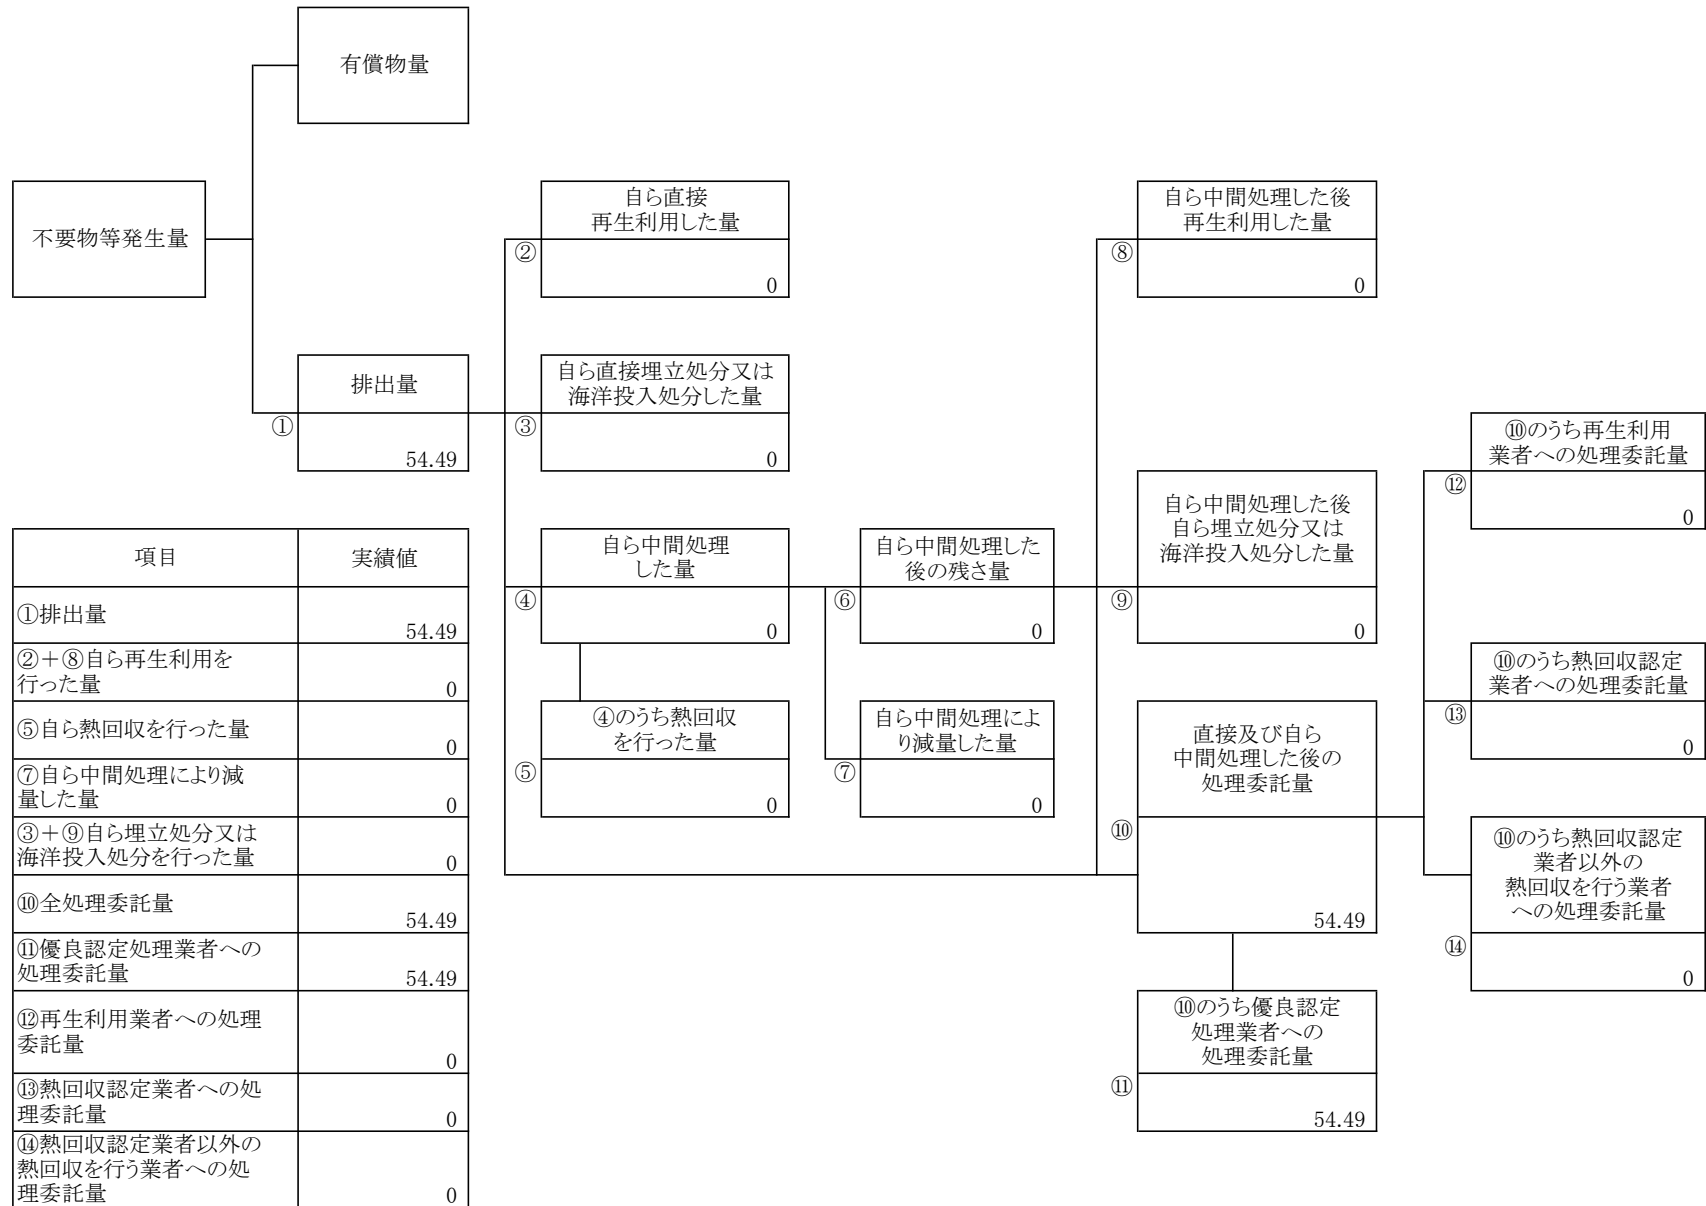 有償物量
不要物等発生量
自ら直接
再生利用した量
②
0
自ら中間処理した後
再生利用した量
⑧
0
排出量
①
54.49
自ら直接埋立処分又は
海洋投入処分した量
③
0
⑩のうち再生利用
業者への処理委託量
⑫
0
自ら中間処理した後
自ら埋立処分又は
海洋投入処分した量
⑨
0
自ら中間処理
した量
④
0
自ら中間処理した
後の残さ量
⑥
0
⑩のうち熱回収認定
業者への処理委託量
⑬
0
④のうち熱回収
を行った量
⑤
0
自ら中間処理によ
り減量した量
⑦
0
直接及び自ら
中間処理した後の
処理委託量
⑩
54.49
⑩のうち熱回収認定
業者以外の
熱回収を行う業者
への処理委託量
⑭
0
⑩のうち優良認定
処理業者への
処理委託量
⑪
54.49
項目 実績値
①排出量
54.49
②＋⑧自ら再生利用を
行った量 0
⑤自ら熱回収を行った量
0
⑦自ら中間処理により減
量した量 0
③＋⑨自ら埋立処分又は
海洋投入処分を行った量 0
⑩全処理委託量
54.49
⑪優良認定処理業者への
処理委託量 54.49
⑫再生利用業者への処理
委託量
0
⑬熱回収認定業者への処
理委託量 0
⑭熱回収認定業者以外の
熱回収を行う業者への処
理委託量 0